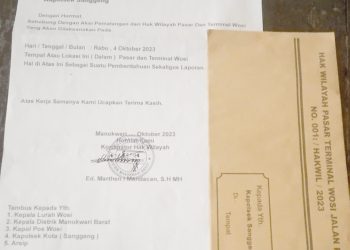 Kapolsek Sanggeng
Dengan Hormat
Sehubung Dengan Aksi Pemalangan dan Hak Wilayah Pasar Dan Terminal Wosi
Yang Akan Dilaksanakan Pada
Hari / Tanggal / Bulan : Rabu, 4 Oktober 2023
Tempat Atau Lokasi Ini / Dalam / Pasar dan Terminal Wosi
Hal di Atas Ini Sebagai Suatu Pemberitahuan Sekaligus Laporan.
Atas Kerja Samanya Kami Ucapkan Terima Kasih.
Manokwari, Oktober 2023
Hormat
Hak Wilayah
Mandacan, S.H MH
Tembus Kepada Yth.
1. Kepala Lurah Wosi
2. Kepala Distrik Manokwari Barat
3. Kapol Pos Wosi
4. Kapolsek Kota ( Sanggeng )
5. Arsip
HAK WILAYAH PASAR TERMINAL WOSI JALAN
NO. 001 / HAKWIL / 2023
Kepada Yth.
Kapolsek Sanggeng
Di
Tempat